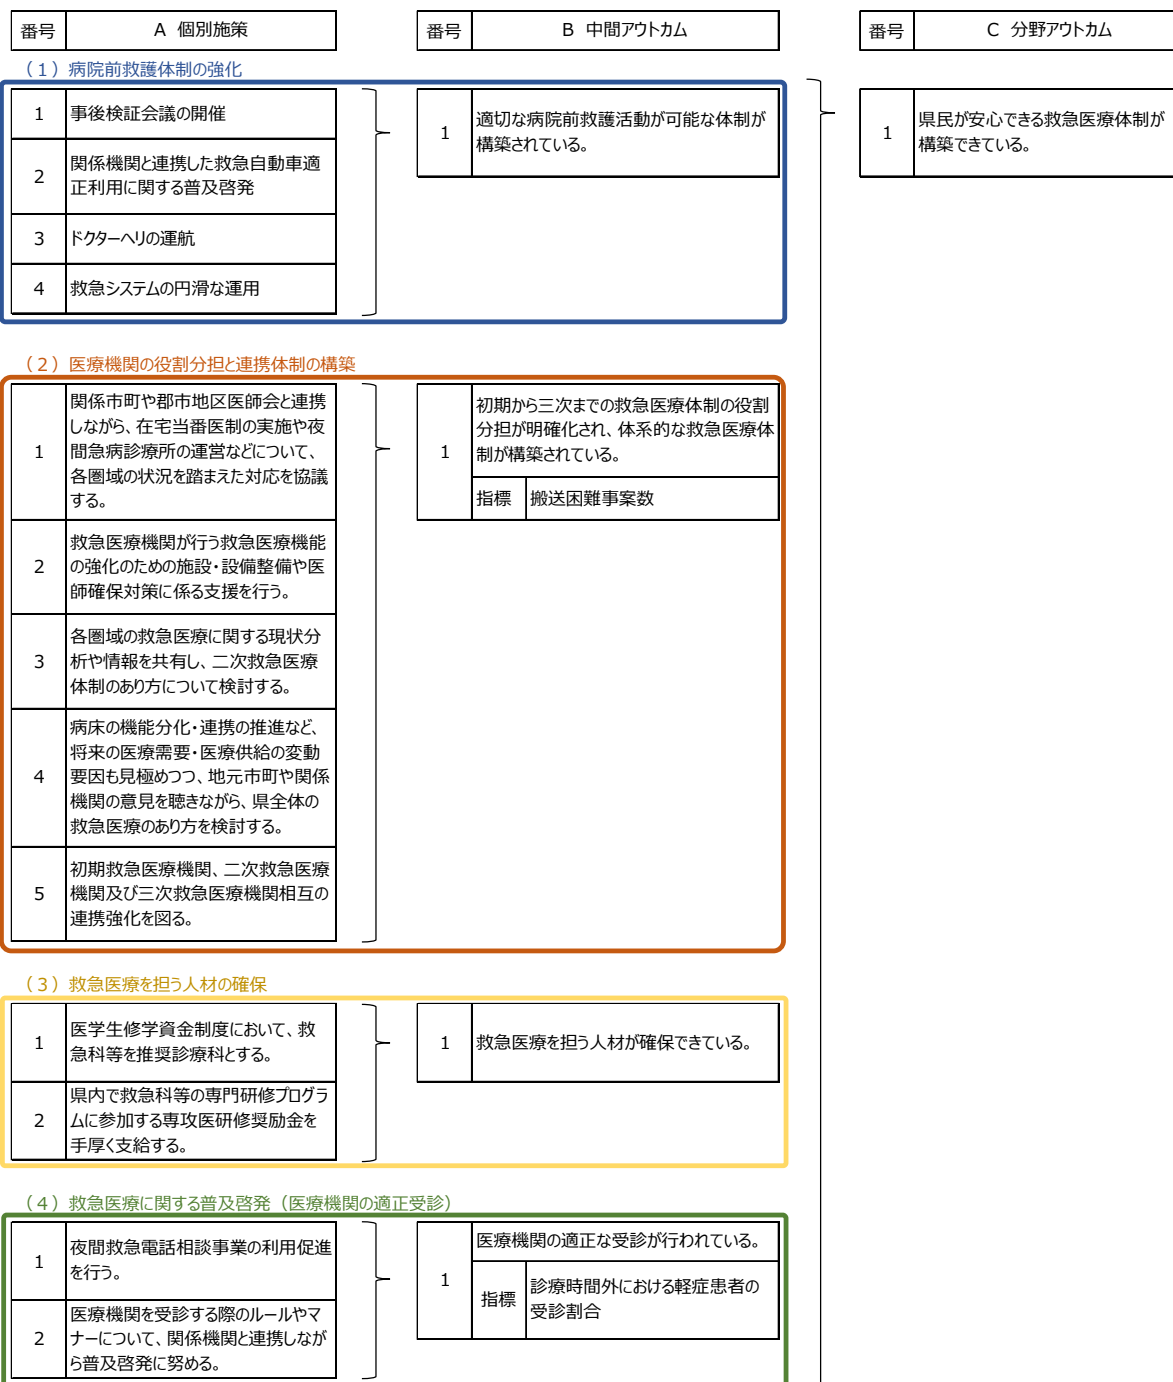 番号 A 個別施策 番号 B 中間アウトカム 番号 C 分野アウトカム
（１）病院前救護体制の強化
1 事後検証会議の開催
2 関係機関と連携した救急自動車適
正利用に関する普及啓発
3 ドクターヘリの運航
4 救急システムの円滑な運用
1 適切な病院前救護活動が可能な体制が
構築されている。
1 県民が安心できる救急医療体制が
構築できている。
（２）医療機関の役割分担と連携体制の構築
1 関係市町や郡市地区医師会と連携
しながら、在宅当番医制の実施や夜
間急病診療所の運営などについて、
各圏域の状況を踏まえた対応を協議
する。
2 救急医療機関が行う救急医療機能
の強化のための施設・設備整備や医
師確保対策に係る支援を行う。
3 各圏域の救急医療に関する現状分
析や情報を共有し、二次救急医療
体制のあり方について検討する。
4 病床の機能分化・連携の推進など、
将来の医療需要・医療供給の変動
要因も見極めつつ、地元市町や関係
機関の意見を聴きながら、県全体の
救急医療のあり方を検討する。
5 初期救急医療機関、二次救急医療
機関及び三次救急医療機関相互の
連携強化を図る。
1 初期から三次までの救急医療体制の役割
分担が明確化され、体系的な救急医療体
制が構築されている。
指標 搬送困難事案数
（３）救急医療を担う人材の確保
1 医学生修学資金制度において、救
急科等を推奨診療科とする。
2 県内で救急科等の専門研修プログラ
ムに参加する専攻医研修奨励金を
手厚く支給する。
1 救急医療を担う人材が確保できている。
（４）救急医療に関する普及啓発（医療機関の適正受診）
1 夜間救急電話相談事業の利用促進
を行う。
2 医療機関を受診する際のルールやマ
ナーについて、関係機関と連携しなが
ら普及啓発に努める。
1 医療機関の適正な受診が行われている。
指標 診療時間外における軽症患者の
受診割合